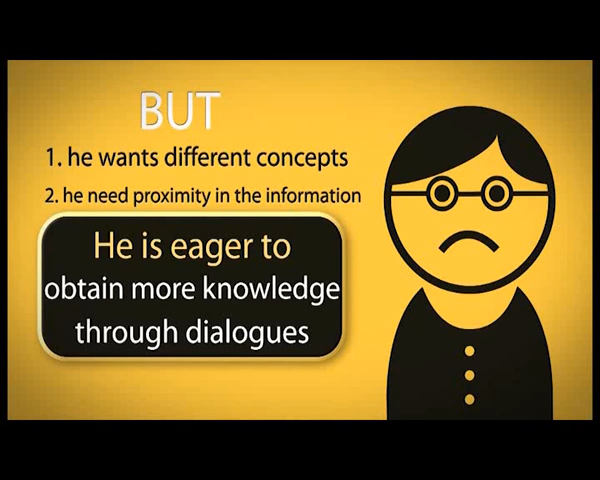 BUT
1. he wants different concepts
2. he need proximity in the information
He is eager to
obtain more knowledge
through dialogues